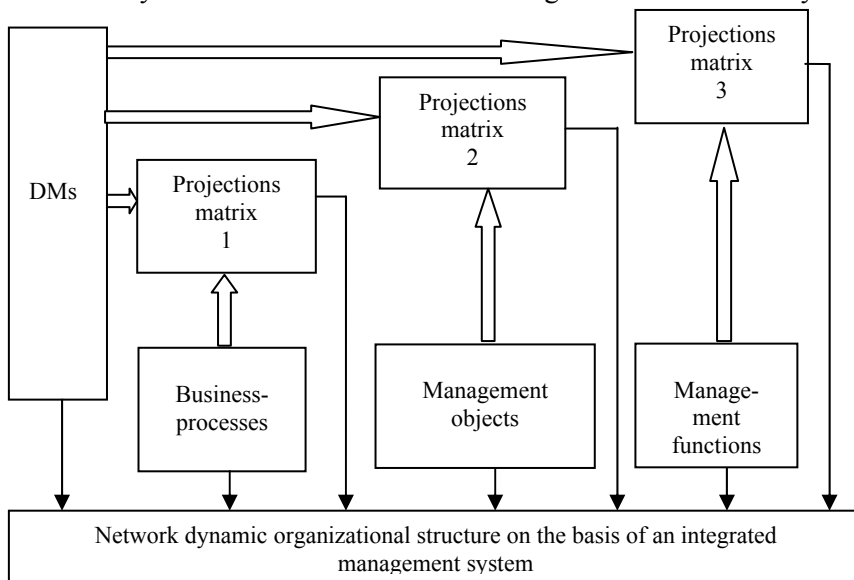 Projections
matrix
3
Projections
matrix
2
DMs
Projections
matrix
1
Business-
processes
Management
objects
Manage-
ment
functions
Network dynamic organizational structure on the basis of an integrated
management system